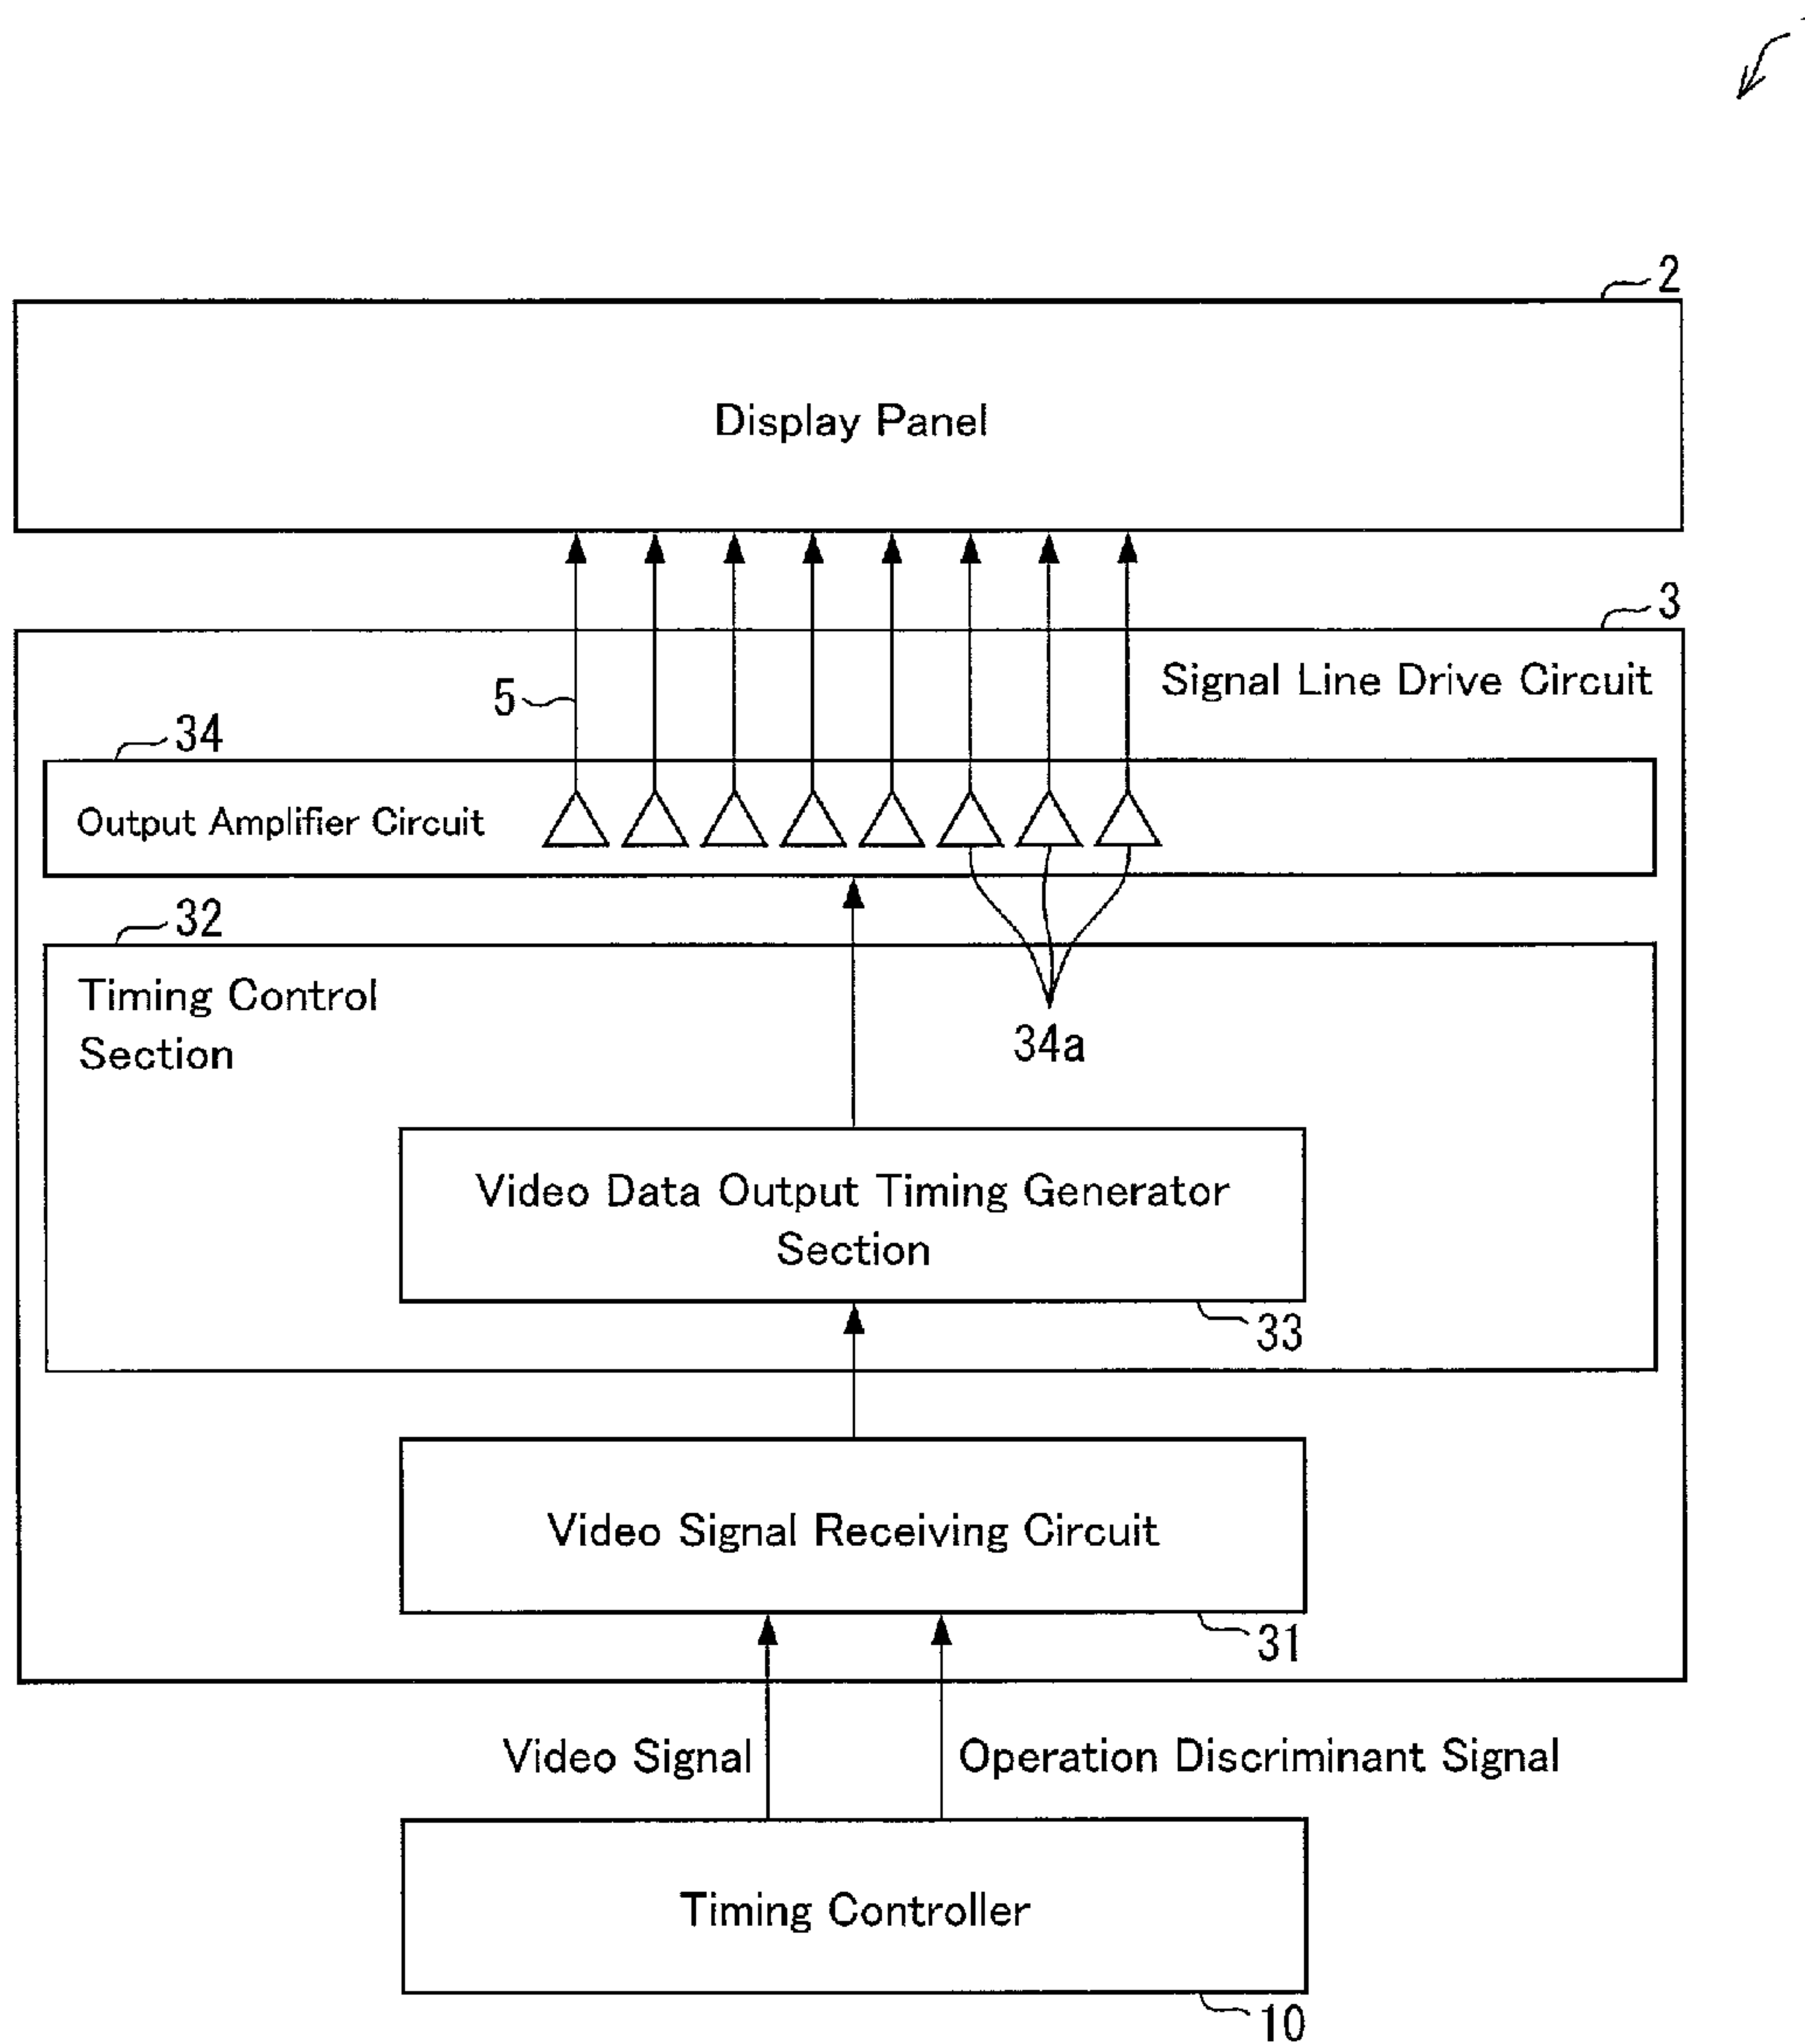 2
Display Panel
3
Signal Line Drive Circuit
5
34
Output Amplifier Circuit
32
Timing Control
Section
34a
Video Data Output Timing Generator
Section
33
Video Signal Receiving Circuit
31
Video Signal
Operation Discriminant Signal
Timing Controller
10